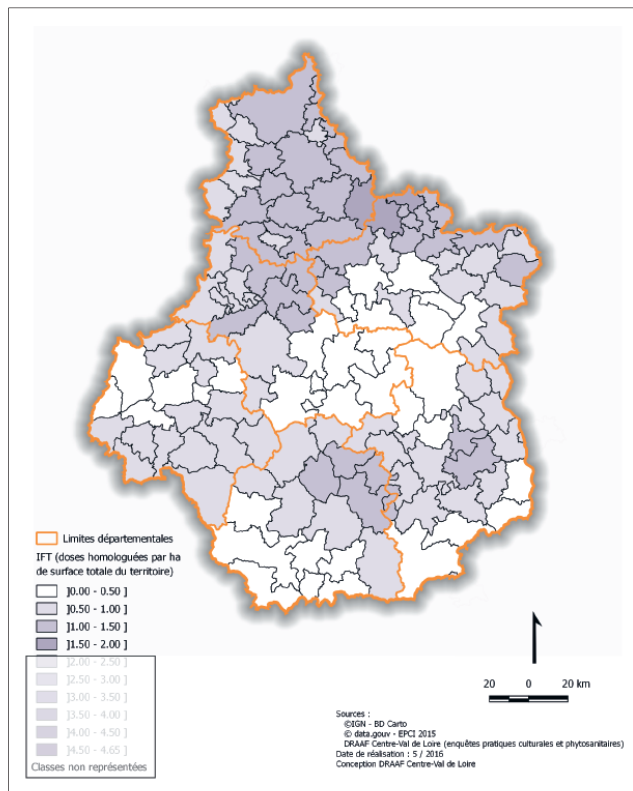 Limites départementales
IFT (doses homologuées par ha
de surface totale du territoire)
]0.00 - 0.50 ]
]0.50 - 1.00 ]
]1.00 - 1.50 ]
]1.50 - 2.00 ]
]2.00 - 2.50 ]
]2.50 - 3.00 ]
]3.00 - 3.50 ]
]3.50 - 4.00 ]
]4.00 - 4.50 ]
]4.50 - 4.65 ]
Classes non représentées
20 0 20 km
Sources :
©IGN - BD Carto
© data.gouv - EPCI 2015
DRAAF Centre-Val de Loire (enquêtes pratiques culturales et phytosanitaires)
Date de réalisation : 5 / 2016
Conception DRAAF Centre-Val de Loire